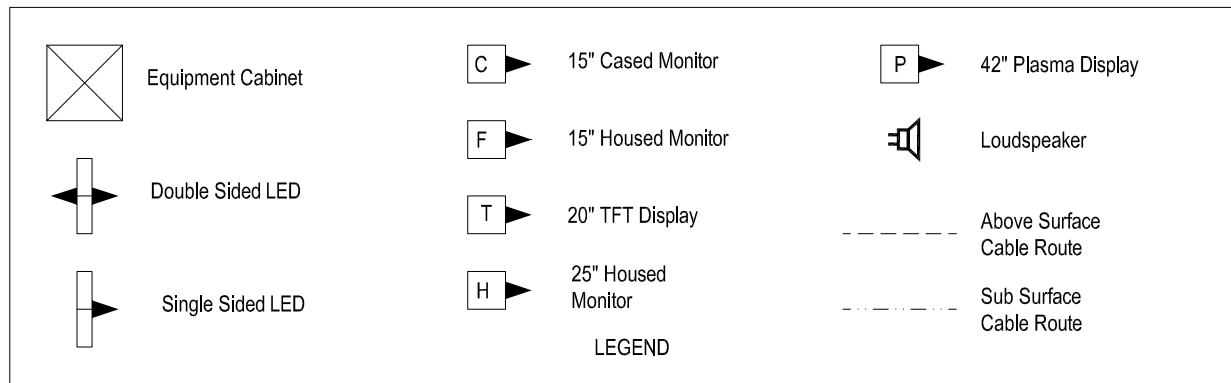 Equipment Cabinet
Double Sided LED
Single Sided LED
C 15" Cased Monitor
F 15" Housed Monitor
T 20" TFT Display
H 25" Housed
Monitor
LEGEND
P 42" Plasma Display
Loudspeaker
Above Surface
Cable Route
Sub Surface
Cable Route